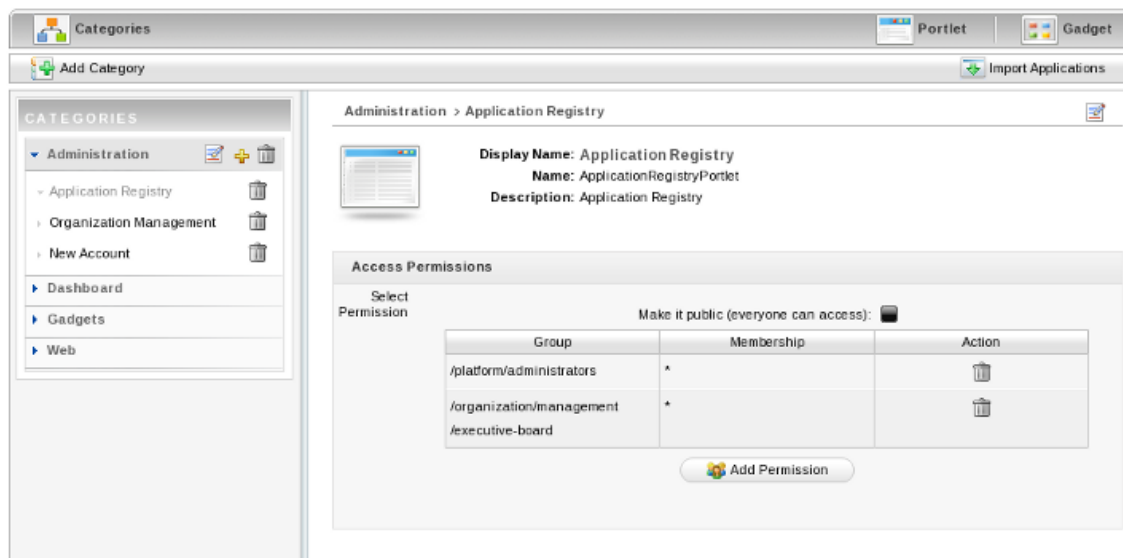 Categories
Portlet
Gadget
Add Category
Import Applications
CATEGORIES
Administration
Application Registry
Organization Management
New Account
Dashboard
Gadgets
Web
Administration > Application Registry
Display Name: Application Registry
Name: ApplicationRegistryPortlet
Description: Application Registry
Access Permissions
Select
Permission
Make it public (everyone can access):
Group Membership Action
/platform/administrators *
/organization/management *
/executive-board
Add Permission